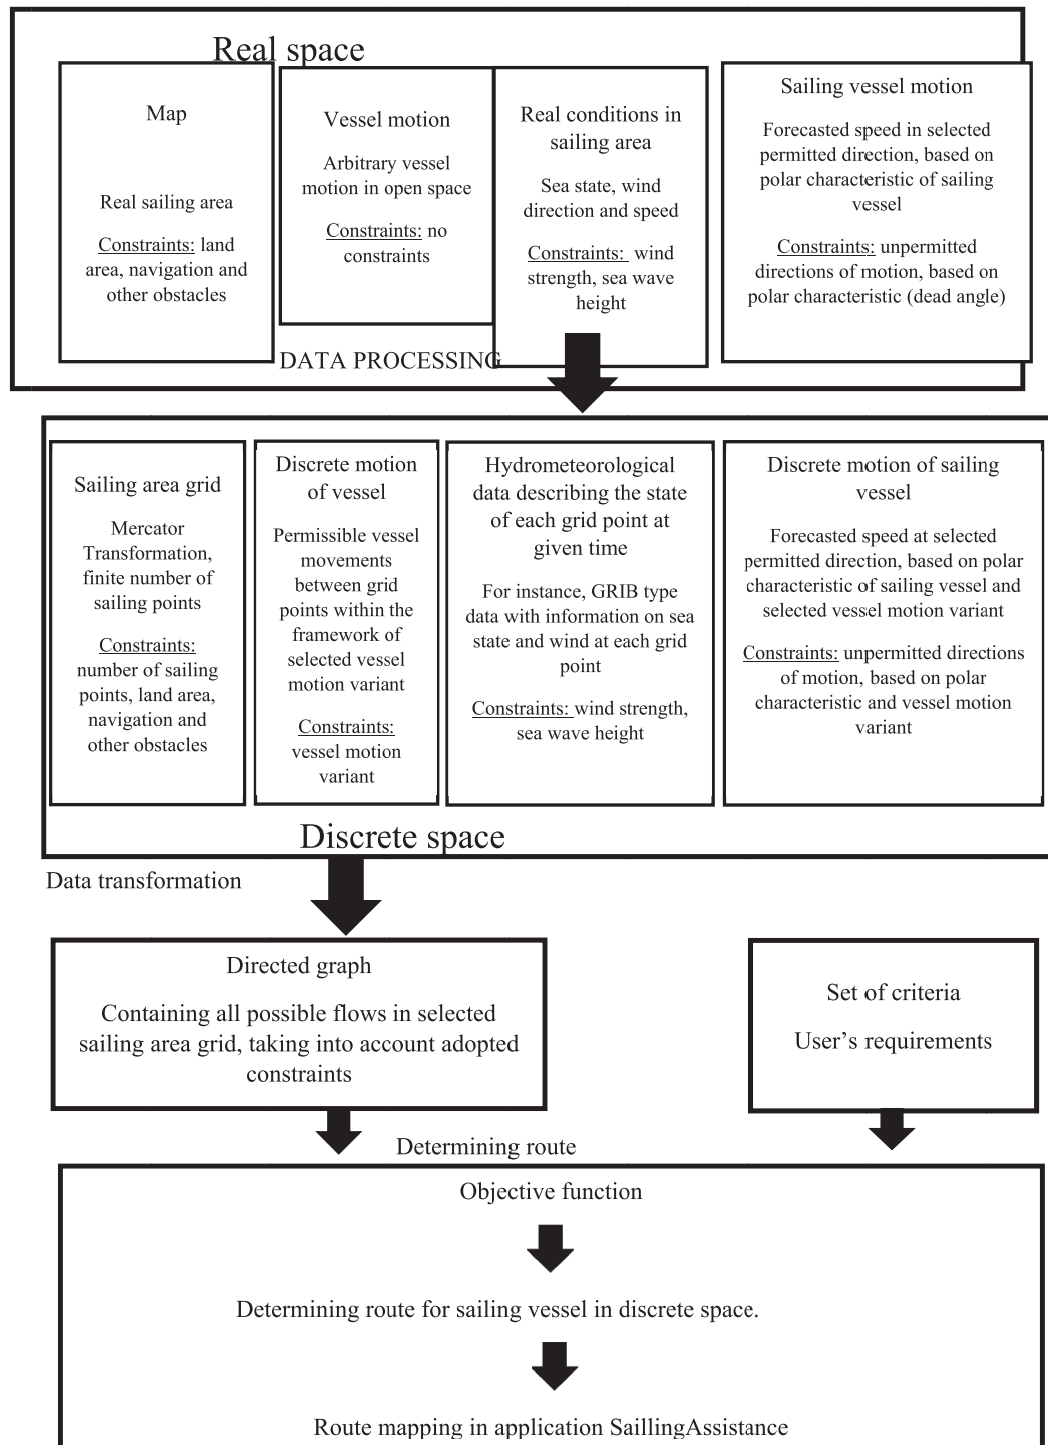 Real space
Map
Real sailing area
Constraints: land
area, navigation and
other obstacles
Vessel motion
Arbitrary vessel
motion in open space
Constraints: no
constraints
Real conditions in
sailing area
Sea state, wind
direction and speed
Constraints: wind
strength, sea wave
height
Sailing vessel motion
Forecasted speed in selected
permitted direction, based on
polar characteristic of sailing
vessel
Constraints: unpermitted
directions of motion, based on
polar characteristic (dead angle)
DATA PROCESSING
Sailing area grid
Mercator
Transformation,
finite number of
sailing points
Constraints:
number of sailing
points, land area,
navigation and
other obstacles
Discrete motion
of vessel
Permissible vessel
movements
between grid
points within the
framework of
selected vessel
motion variant
Constraints:
vessel motion
variant
Hydrometeorological
data describing the state
of each grid point at
given time
For instance, GRIB type
data with information on sea
state and wind at each grid
point
Constraints: wind strength,
sea wave height
Discrete motion of sailing
vessel
Forecasted speed at selected
permitted direction, based on polar
characteristic of sailing vessel and
selected vessel motion variant
Constraints: unpermitted directions
of motion, based on polar
characteristic and vessel motion
variant
Discrete space
Data transformation
Directed graph
Containing all possible flows in selected
sailing area grid, taking into account adopted
constraints
Set of criteria
User’s requirements
Determining route
Objective function
Determining route for sailing vessel in discrete space.
Route mapping in application SaillingAssistance